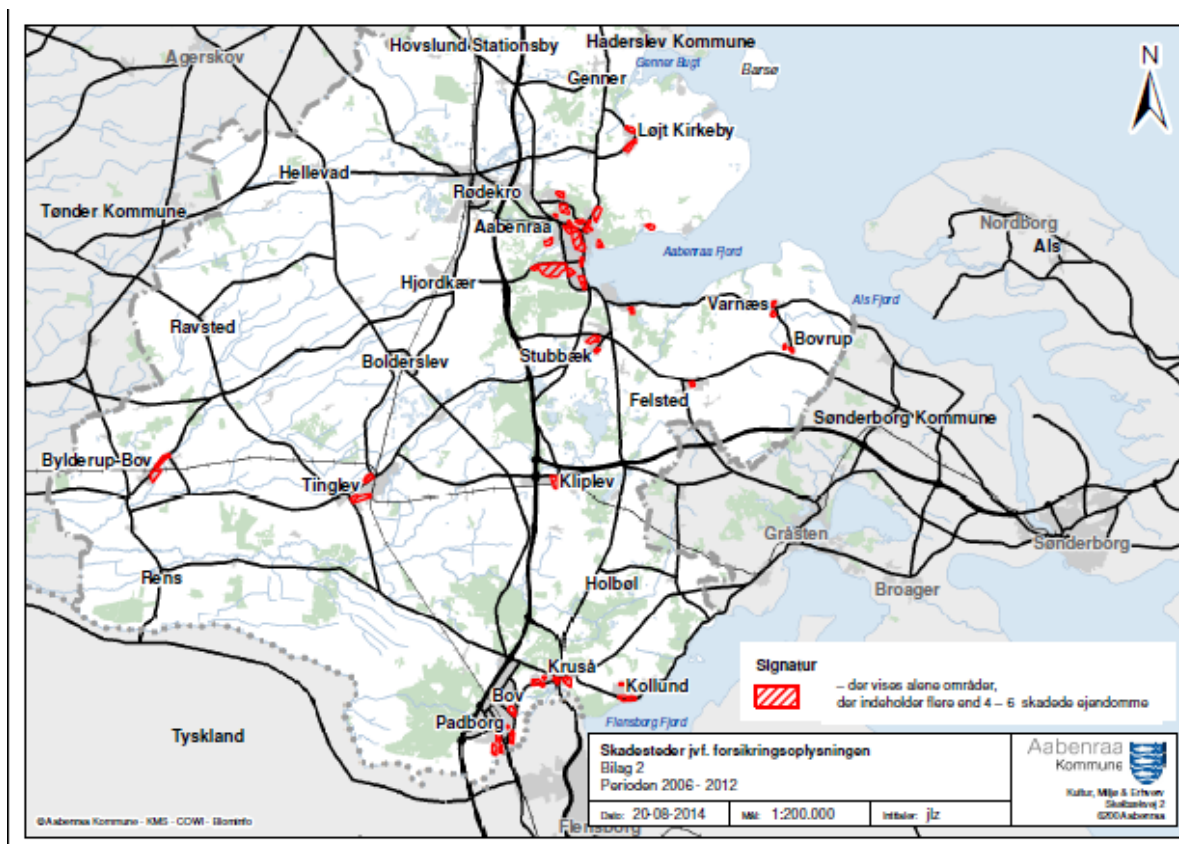 Hovslund Stationsby
Haderslev Kommune
Agerskov
Genner Bugt
Barsø
N
Genner
Løjt Kirkeby
Hellevad
Rødekro
Tønder Kommune
Nordborg
Aabenraa
Als
Aabenraa Fjord
Hjordkær
Varnæs
Als Fjord
Ravsted
Bovrup
Stubbæk
Bolderslev
Felsted
Sønderborg Kommune
Bylderup-Bov
Tinglev
Kliplev
Gråsten
Sønderborg
Rens
Holbøl
Broager
Kruså
Kollund
Bov
Padborg
Flensborg Fjord
Tyskland
Flensborg
Signatur
– der vises alene områder,
der indeholder flere end 4 – 6 skadede ejendomme
Skadesteder jvf. forsikringsoplysningen
Bilag 2
Perioden 2006 - 2012
Dato: 20-08-2014 Mål: 1:200.000 Initialer: jlz
Aabenraa
Kommune
Kultur, Miljø & Erhverv
Skelbækvej 2
6200 Aabenraa
©Aabenraa Kommune - KMS - COWI - Blominfo